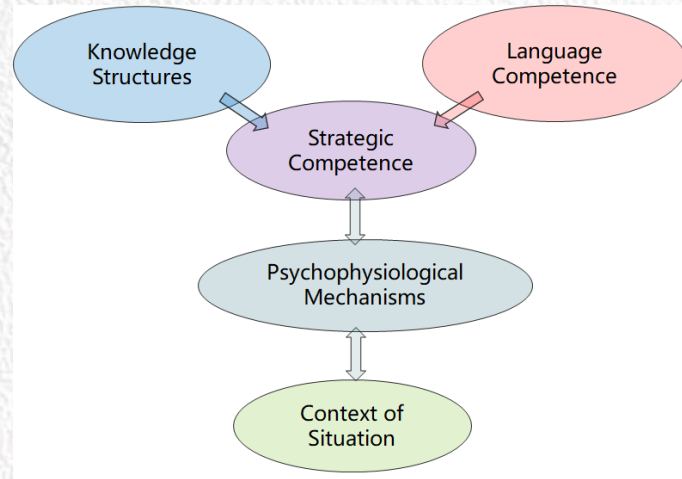 Knowledge
Structures
Language
Competence
Strategic
Competence
Psychophysiological
Mechanisms
Context of
Situation